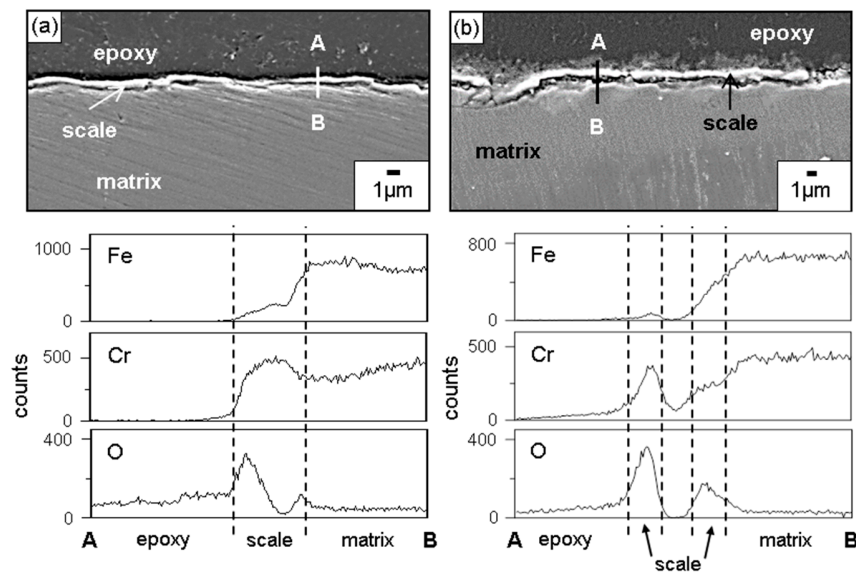 (a)
epoxy
A
B
scale
matrix
1μm
(b)
epoxy
A
B
scale
matrix
1μm
counts
1000
0
Fe
500
0
Cr
400
0
O
A epoxy scale matrix B
counts
800
0
Fe
500
0
Cr
400
0
O
A epoxy matrix B
scale